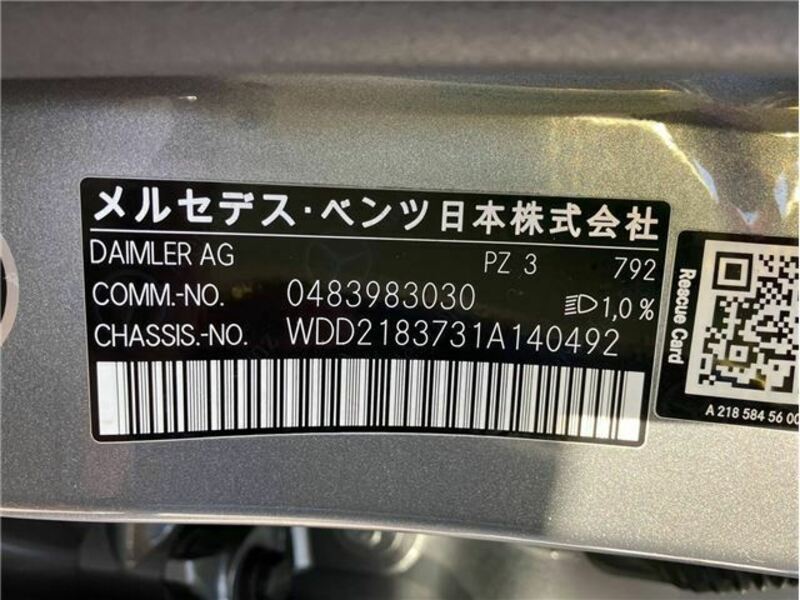 メルセデス・ベンツ日本株式会社
DAIMLER AG PZ 3 792
COMM.-NO. 0483983030 1,0 %
CHASSIS.-NO. WDD2183731A140492
Rescue Card
A 218 584 56 00